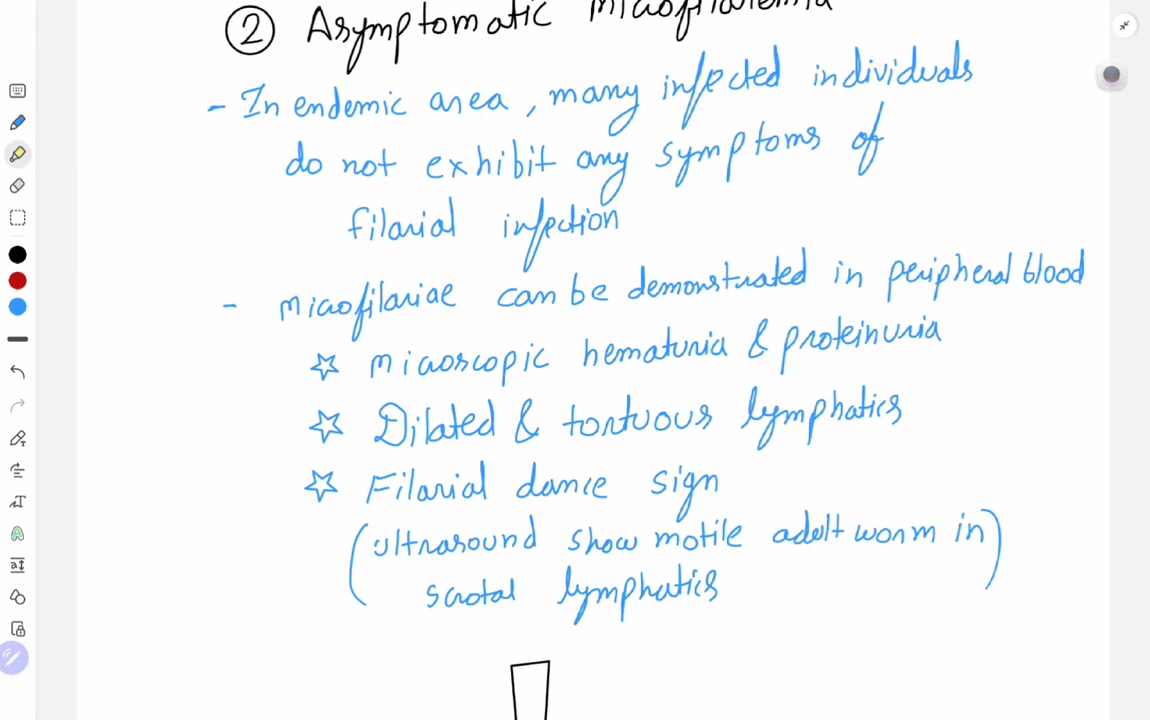 ② Asymptomatic Microfilaremia
- In endemic area, many infected individuals
do not exhibit any symptoms of
filarial infection
- microfilariae can be demonstrated in peripheral blood
☆ microscopic hematuria & proteinuria
☆ Dilated & tortuous lymphatics
☆ Filarial dance sign
(ultrasound show motile adult worm in
scrotal lymphatics)